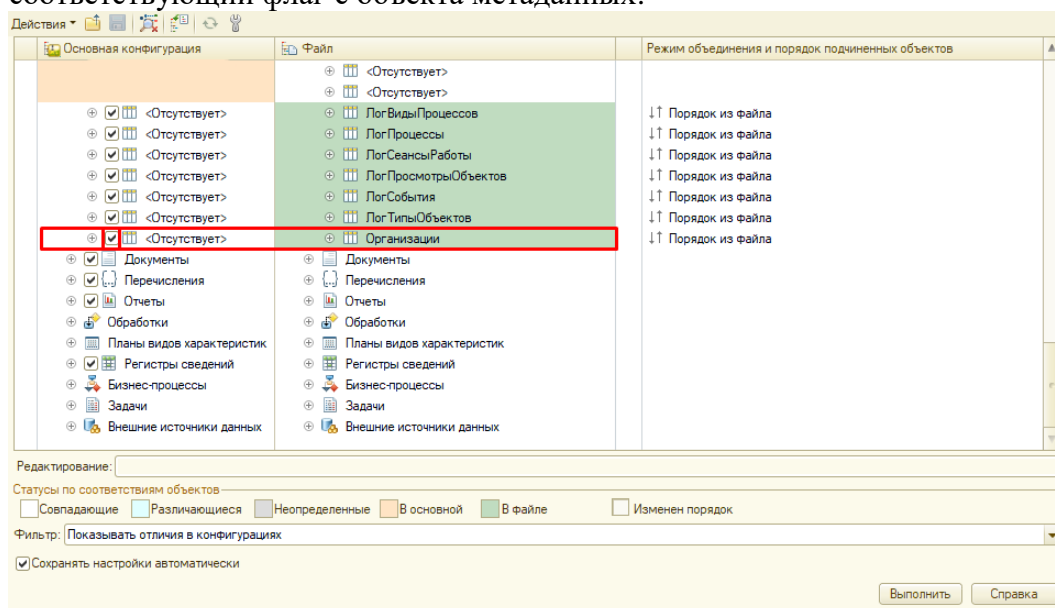 соответствующий флаг с объекта метаданных.
Действия
Основная конфигурация Файл Режим объединения и порядок подчиненных объектов
<Отсутствует>
<Отсутствует>
<Отсутствует> ЛогВидыПроцессов Порядок из файла
<Отсутствует> ЛогПроцессы Порядок из файла
<Отсутствует> ЛогСеансыРаботы Порядок из файла
<Отсутствует> ЛогПросмотрыОбъектов Порядок из файла
<Отсутствует> ЛогСобытия Порядок из файла
<Отсутствует> ЛогТипыОбъектов Порядок из файла
<Отсутствует> Организации Порядок из файла
Документы Документы
Перечисления Перечисления
Отчеты Отчеты
Обработки Обработки
Планы видов характеристик Планы видов характеристик
Регистры сведений Регистры сведений
Бизнес-процессы Бизнес-процессы
Задачи Задачи
Внешние источники данных Внешние источники данных
Редактирование:
Статусы по соответствиям объектов
Совпадающие Различающиеся Неопределенные В основной В файле Изменен порядок
Фильтр: Показывать отличия в конфигурациях
Сохранять настройки автоматически
Выполнить Справка